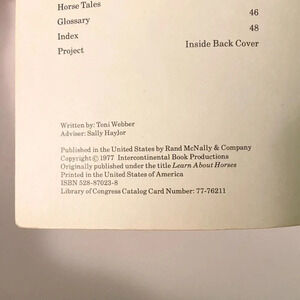 Horse Tales
Glossary 46
Index 48
Project Inside Back Cover
Written by: Toni Webber
Adviser: Sally Haylor
Published in the United States by Rand McNally & Company
Copyright © 1977 Intercontinental Book Productions
Originally published under the title Learn About Horses
Printed in the United States of America
ISBN 528-87023-8
Library of Congress Catalog Card Number: 77-76211